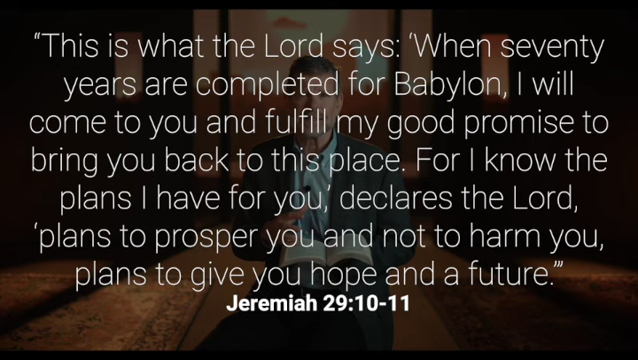 “This is what the Lord says: ‘When seventy
years are completed for Babylon, I will
come to you and fulfill my good promise to
bring you back to this place. For I know the
plans I have for you,’ declares the Lord,
‘plans to prosper you and not to harm you,
plans to give you hope and a future.’”
Jeremiah 29:10-11